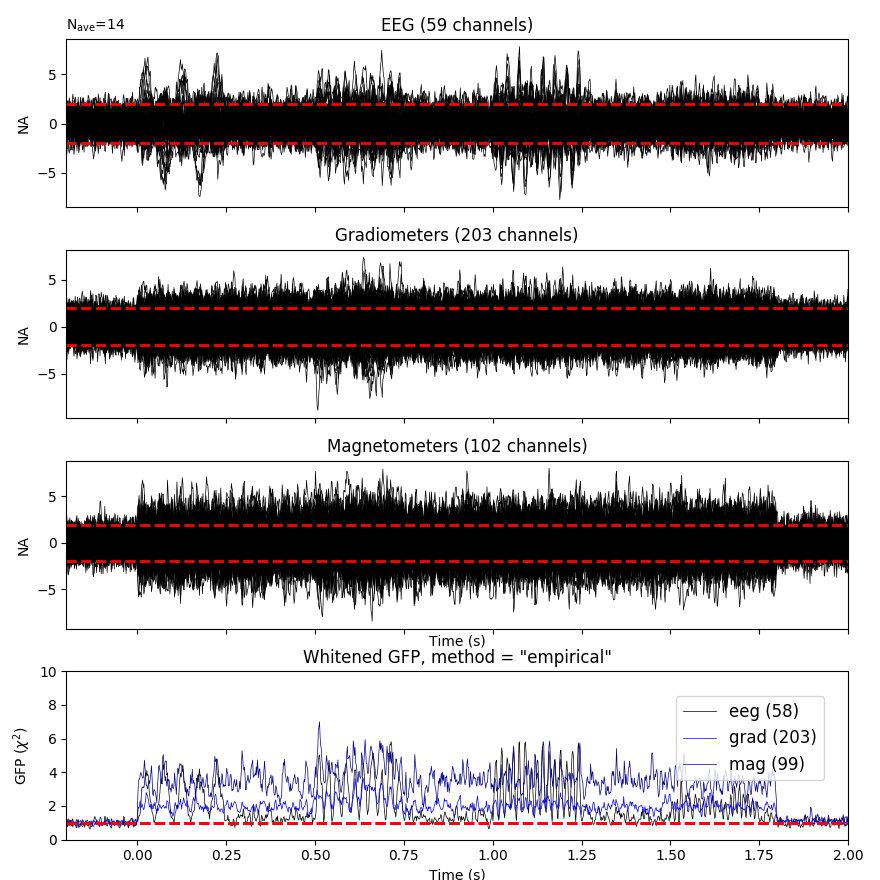 N_ave=14
EEG (59 channels)
5
0
−5
NA
Gradiometers (203 channels)
5
0
−5
NA
Magnetometers (102 channels)
5
0
−5
NA
Time (s)
Whitened GFP, method = "empirical"
10
8
6
4
2
0
GFP (χ²)
eeg (58)
grad (203)
mag (99)
0.00 0.25 0.50 0.75 1.00 1.25 1.50 1.75 2.00
Time (s)